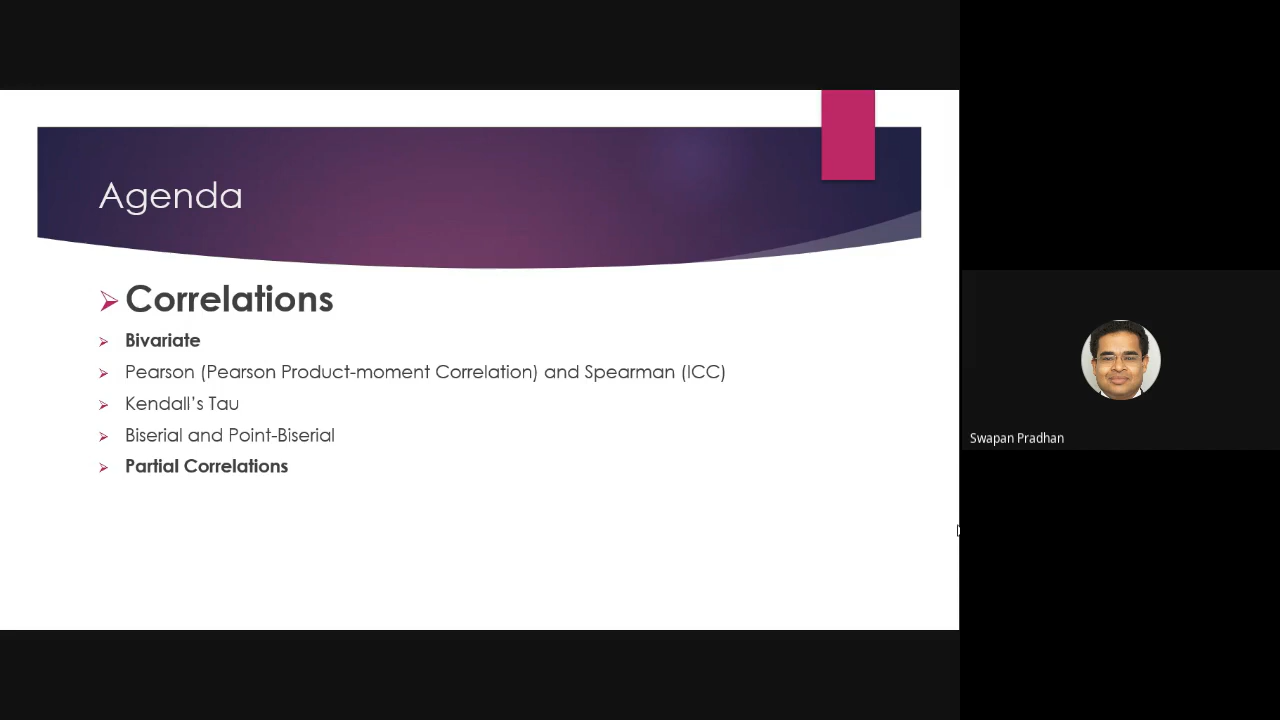 Agenda
Correlations
Bivariate
Pearson (Pearson Product-moment Correlation) and Spearman (ICC)
Kendall’s Tau
Biserial and Point-Biserial
Partial Correlations
Swapan Pradhan